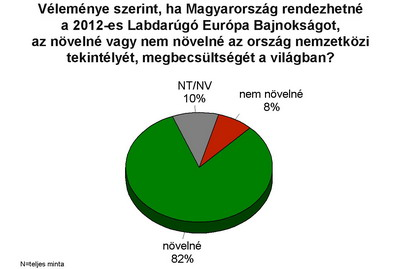 Véleménye szerint, ha Magyarország rendezhetné
a 2012-es Labdarúgó Európa Bajnokságot,
az növelné vagy nem növelné az ország nemzetközi
tekintélyét, megbecsültségét a világban?
NT/NV
10%
nem növelné
8%
növelné
82%
N=teljes minta